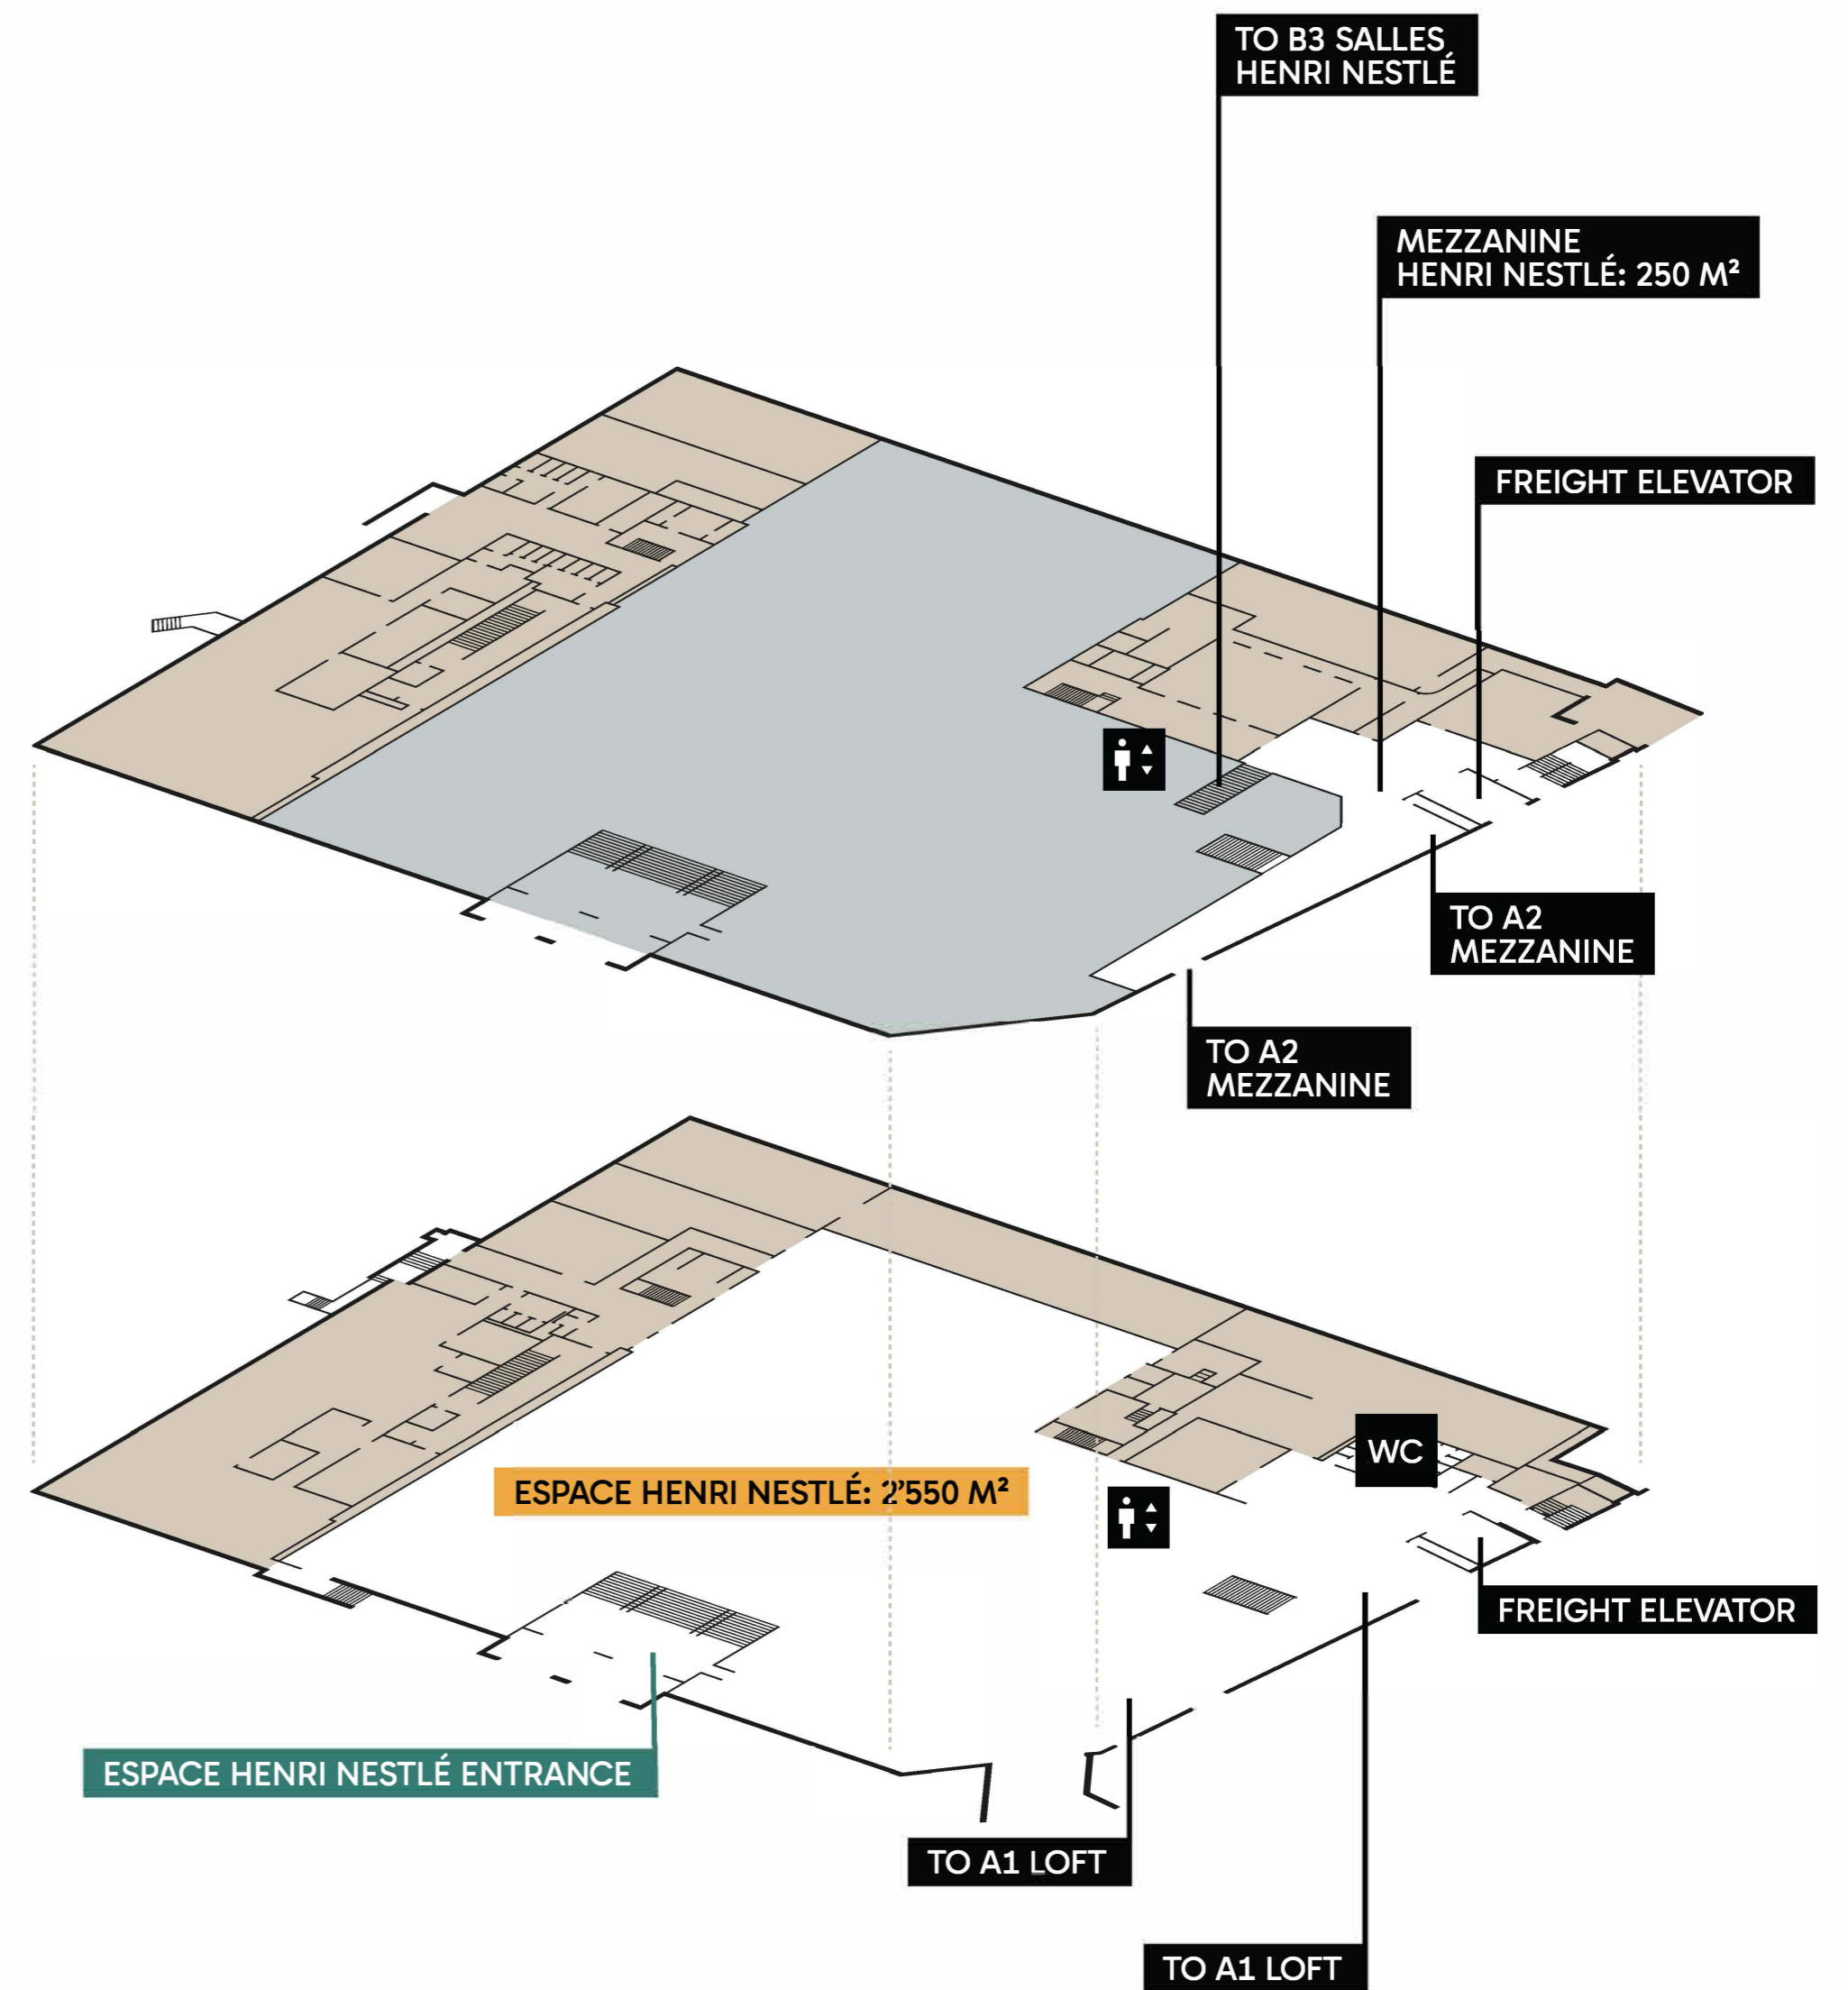 TO B3 SALLES
HENRI NESTLÉ
MEZZANINE
HENRI NESTLÉ: 250 M²
FREIGHT ELEVATOR
TO A2
MEZZANINE
TO A2
MEZZANINE
WC
ESPACE HENRI NESTLÉ: 2'550 M²
FREIGHT ELEVATOR
ESPACE HENRI NESTLÉ ENTRANCE
TO A1 LOFT
TO A1 LOFT